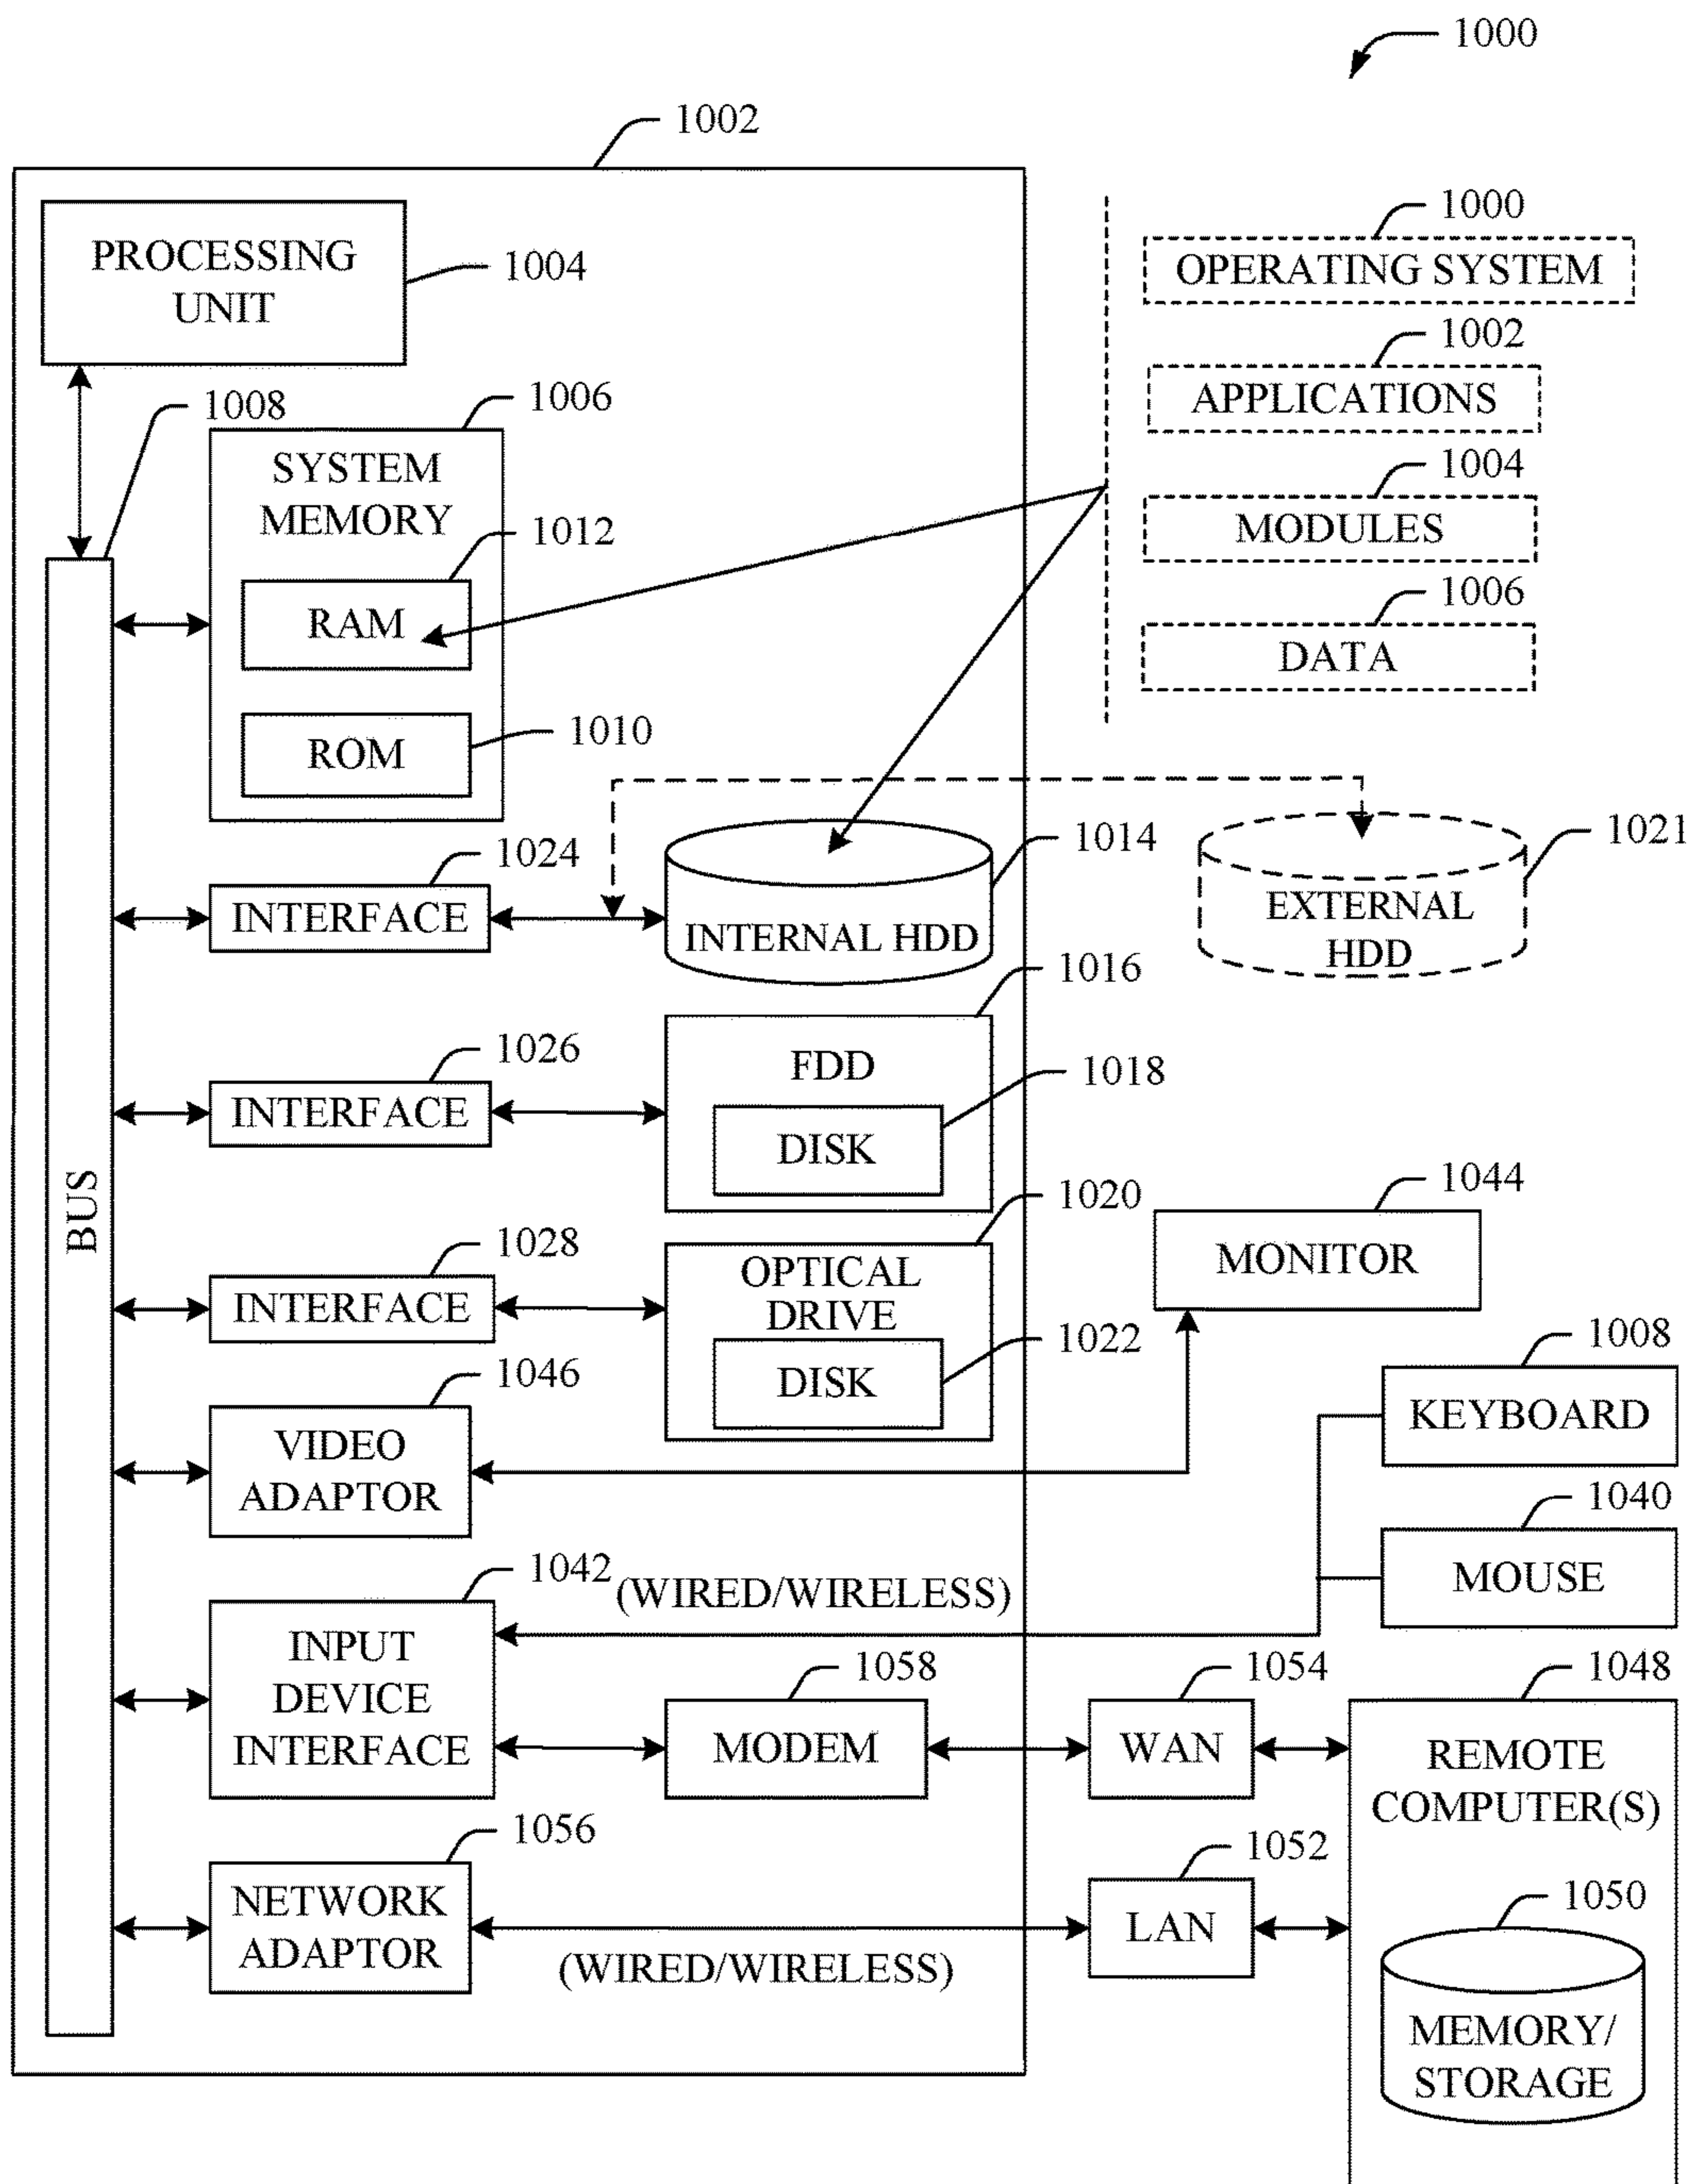 1000
1002
PROCESSING
UNIT
1004
1000
OPERATING SYSTEM
1002
APPLICATIONS
1004
MODULES
1006
DATA
1008
1006
SYSTEM
MEMORY
1012
RAM
1010
ROM
BUS
1024
INTERFACE
1014
INTERNAL HDD
1021
EXTERNAL
HDD
1026
INTERFACE
1016
FDD
1018
DISK
1028
INTERFACE
1020
OPTICAL
DRIVE
1022
DISK
1044
MONITOR
1046
VIDEO
ADAPTOR
1008
KEYBOARD
1040
MOUSE
1042
(WIRED/WIRELESS)
INPUT
DEVICE
INTERFACE
1058
MODEM
1054
WAN
1048
REMOTE
COMPUTER(S)
1056
NETWORK
ADAPTOR
(WIRED/WIRELESS)
1052
LAN
1050
MEMORY/
STORAGE